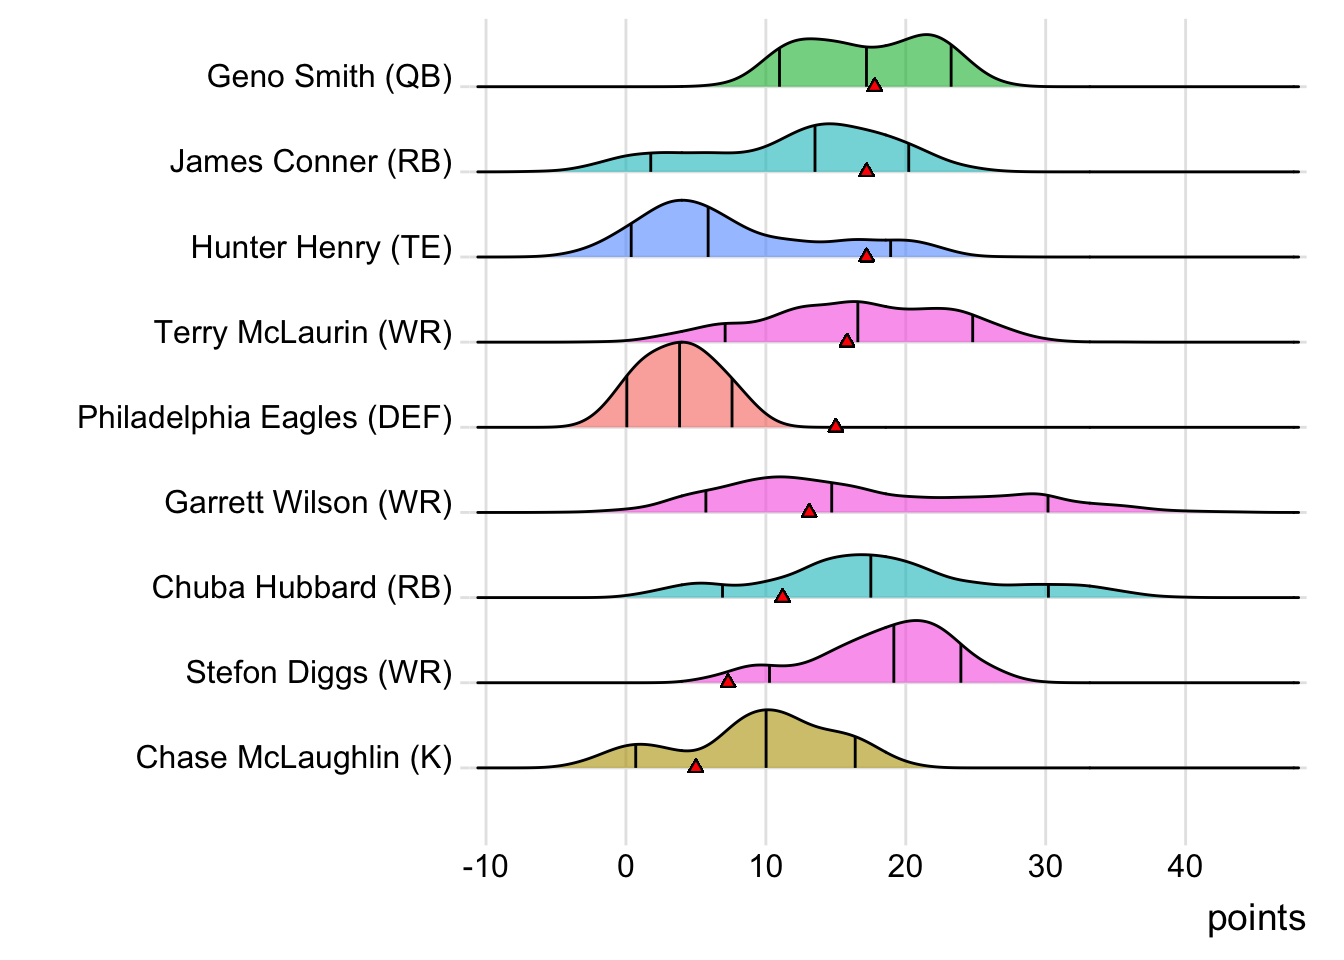 Geno Smith (QB)
James Conner (RB)
Hunter Henry (TE)
Terry McLaurin (WR)
Philadelphia Eagles (DEF)
Garrett Wilson (WR)
Chuba Hubbard (RB)
Stefon Diggs (WR)
Chase McLaughlin (K)
-10 0 10 20 30 40
points